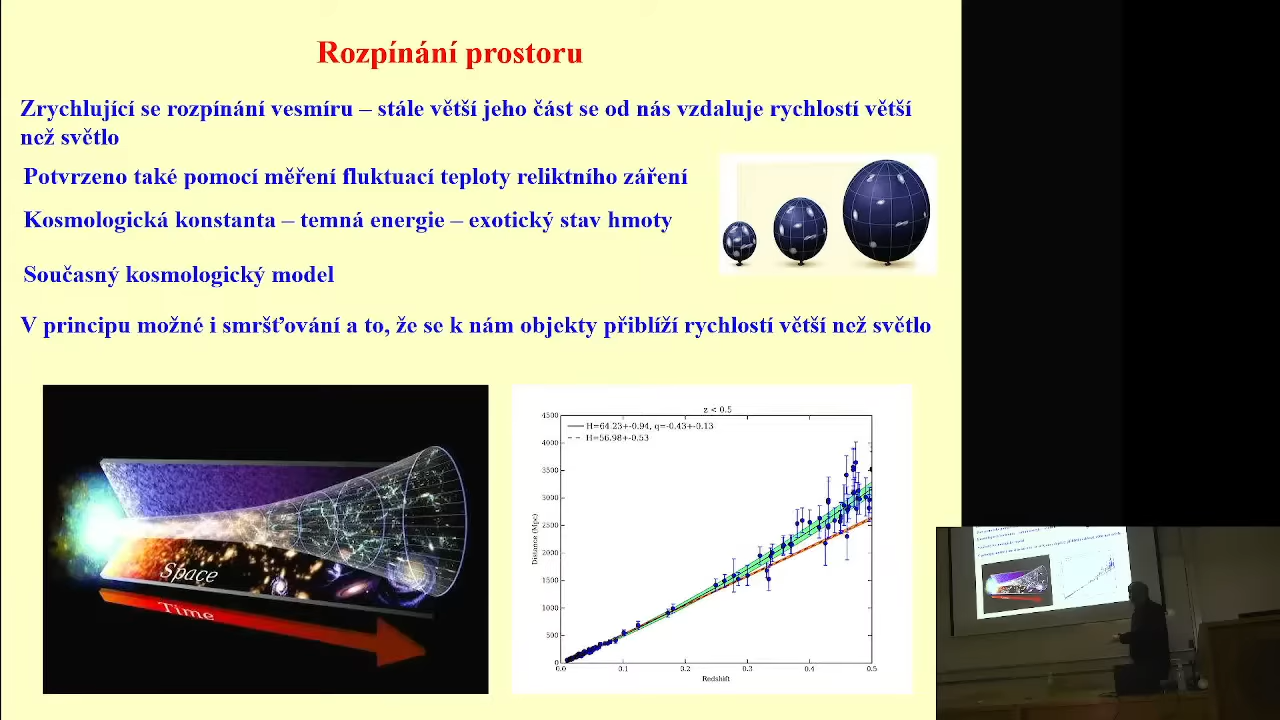 Rozpínání prostoru
Zrychlující se rozpínání vesmíru – stále větší jeho část se od nás vzdaluje rychlostí větší
než světlo
Potvrzeno také pomocí měření fluktuací teploty reliktního záření
Kosmologická konstanta – temná energie – exotický stav hmoty
Současný kosmologický model
V principu možné i smršťování a to, že se k nám objekty přiblíží rychlostí větší než světlo
Space
Time
z < 0.5
H=64.23+-0.94, q=-0.43+-0.13
H=56.98+-0.53
4500
4000
3500
3000
2500
2000
1500
1000
500
0
Distance (Mpc)
0.0 0.1 0.2 0.3 0.4 0.5
Redshift